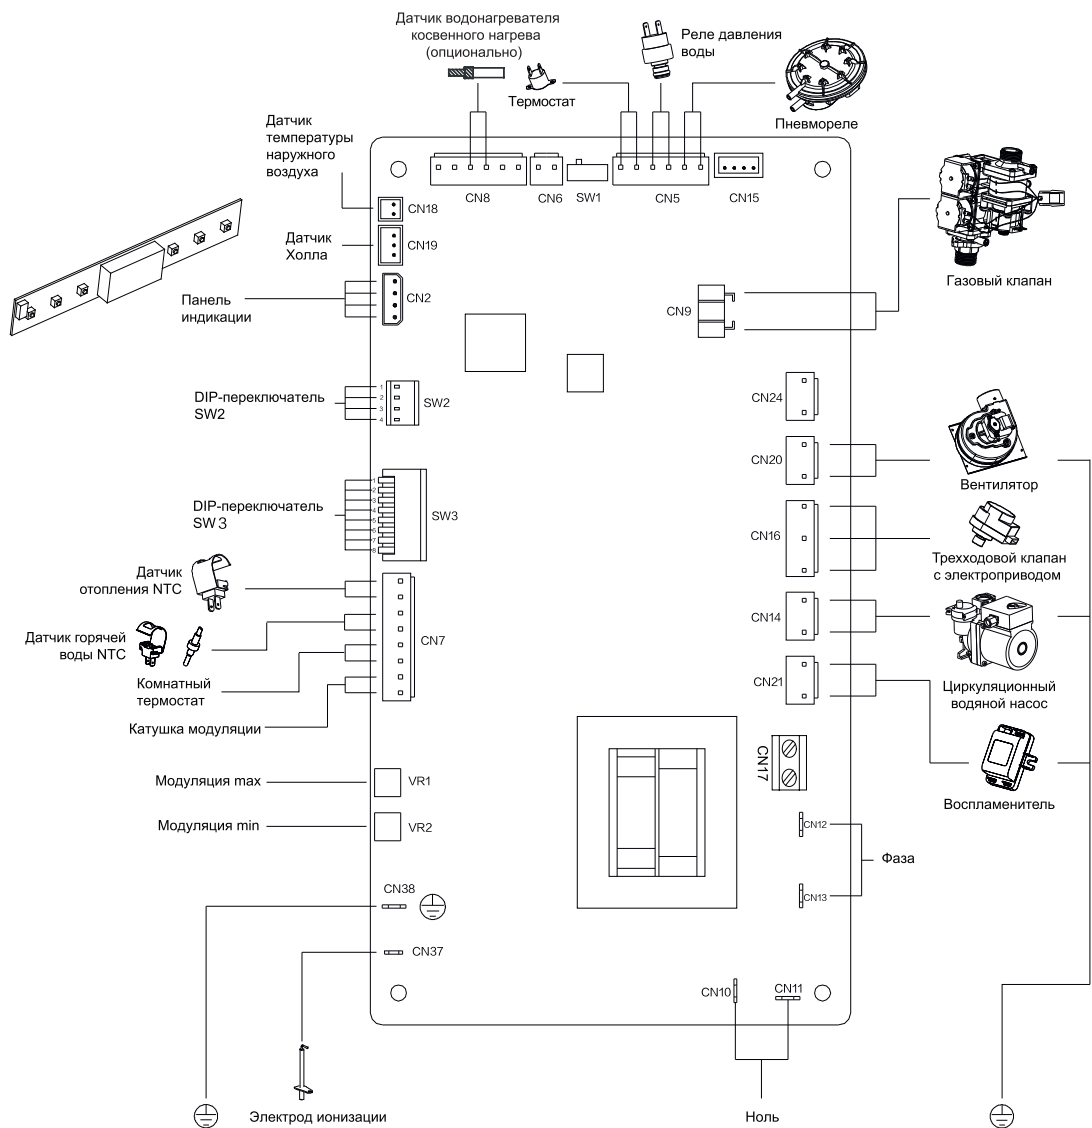 Датчик водонагревателя
косвенного нагрева
(опционально)
Термостат
Реле давления
воды
Пневмореле
Датчик
температуры
наружного
воздуха
CN8
CN6
SW1
CN5
CN15
CN18
Датчик
Холла
CN19
Панель
индикации
CN2
Газовый клапан
CN9
DIP-переключатель
SW2
1
2
3
4
SW2
CN24
CN20
Вентилятор
DIP-переключатель
SW3
1
2
3
4
5
6
7
8
SW3
CN16
Трехходовой клапан
с электроприводом
Датчик
отопления NTC
CN14
Датчик горячей
воды NTC
CN7
Комнатный
термостат
Катушка модуляции
CN21
Циркуляционный
водяной насос
CN17
Модуляция max
VR1
Воспламенитель
Модуляция min
VR2
CN12
Фаза
CN13
CN38
CN37
CN10
CN11
Электрод ионизации
Ноль